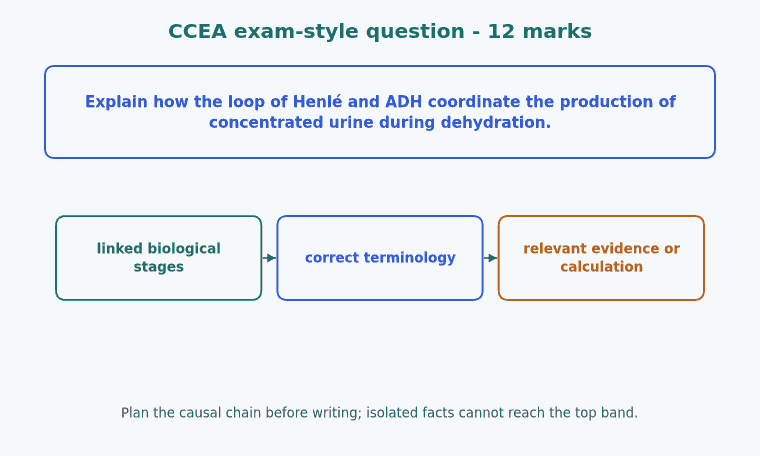 CCEA exam-style question - 12 marks
Explain how the loop of Henlé and ADH coordinate the production of
concentrated urine during dehydration.
linked biological
stages
correct terminology
relevant evidence or
calculation
Plan the causal chain before writing; isolated facts cannot reach the top band.